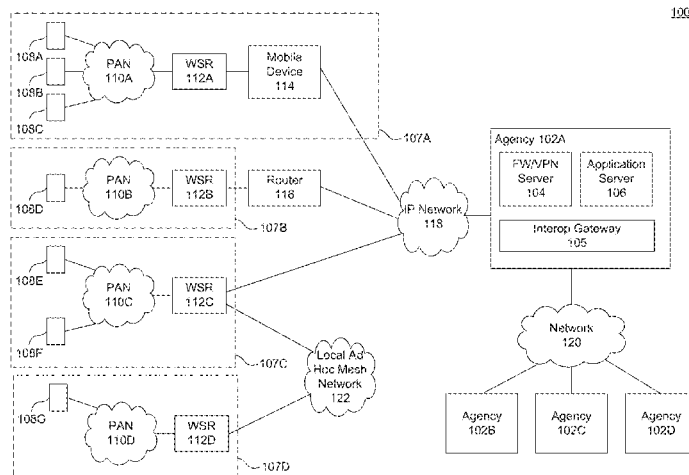 100
108A
108B
108C
PAN
110A
WSR
112A
Mobile
Device
114
107A
108D
PAN
110B
WSR
112B
Router
116
107B
108E
108F
PAN
110C
WSR
112C
107C
108G
PAN
110D
WSR
112D
107D
Local Ad
Hoc Mesh
Network
122
IP Network
118
Agency 102A
FW/VPN
Server
104
Application
Server
106
Interop Gateway
105
Network
120
Agency
102B
Agency
102C
Agency
102D